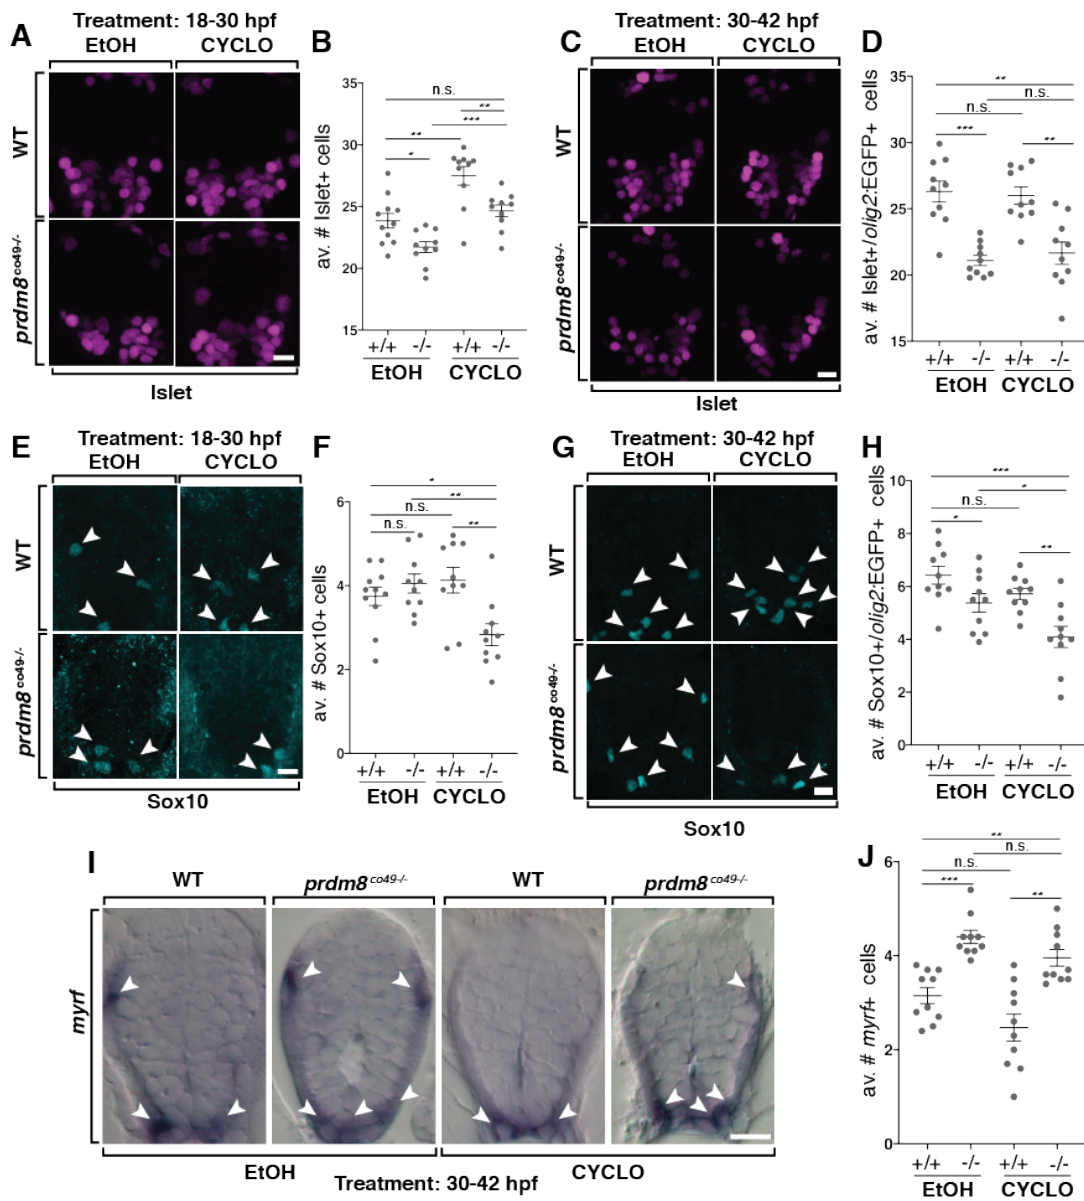 A
Treatment: 18-30 hpf
EtOH
CYCLO
WT
prdm8co49-/-
Islet
B
av. # Islet+ cells
35
30
25
20
15
n.s.
**
***
**
*
+/+ -/- +/+ -/-
EtOH CYCLO
C
Treatment: 30-42 hpf
EtOH
CYCLO
WT
prdm8co49-/-
Islet
D
av. # Islet+/olig2:EGFP+ cells
35
30
25
20
15
**
n.s.
n.s.
***
**
+/+ -/- +/+ -/-
EtOH CYCLO
E
Treatment: 18-30 hpf
EtOH
CYCLO
WT
prdm8co49-/-
Sox10
F
av. # Sox10+ cells
6
4
2
0
*
**
n.s.
n.s.
**
+/+ -/- +/+ -/-
EtOH CYCLO
G
Treatment: 30-42 hpf
EtOH
CYCLO
WT
prdm8co49-/-
Sox10
H
av. # Sox10+/olig2:EGFP+ cells
10
8
6
4
2
0
***
*
n.s.
*
**
+/+ -/- +/+ -/-
EtOH CYCLO
I
WT
prdm8co49-/-
WT
prdm8co49-/-
myrf
EtOH
CYCLO
Treatment: 30-42 hpf
J
av. # myrf+ cells
6
4
2
0
**
n.s.
n.s.
***
**
+/+ -/- +/+ -/-
EtOH CYCLO